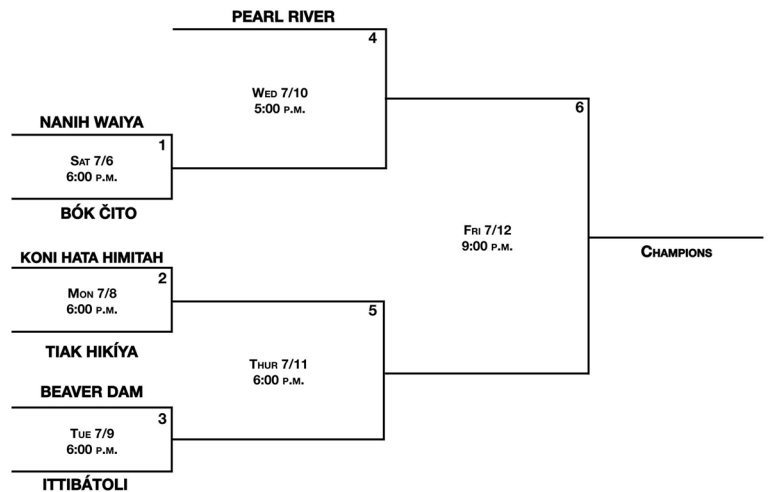 PEARL RIVER
4
WED 7/10
5:00 P.M.
6
NANIH WAIYA
1
SAT 7/6
6:00 P.M.
BÓK ČITO
FRI 7/12
9:00 P.M.
CHAMPIONS
KONI HATA HIMITAH
2
MON 7/8
6:00 P.M.
TIAK HIKÍYA
5
THUR 7/11
6:00 P.M.
BEAVER DAM
3
TUE 7/9
6:00 P.M.
ITTIBÁTOLI